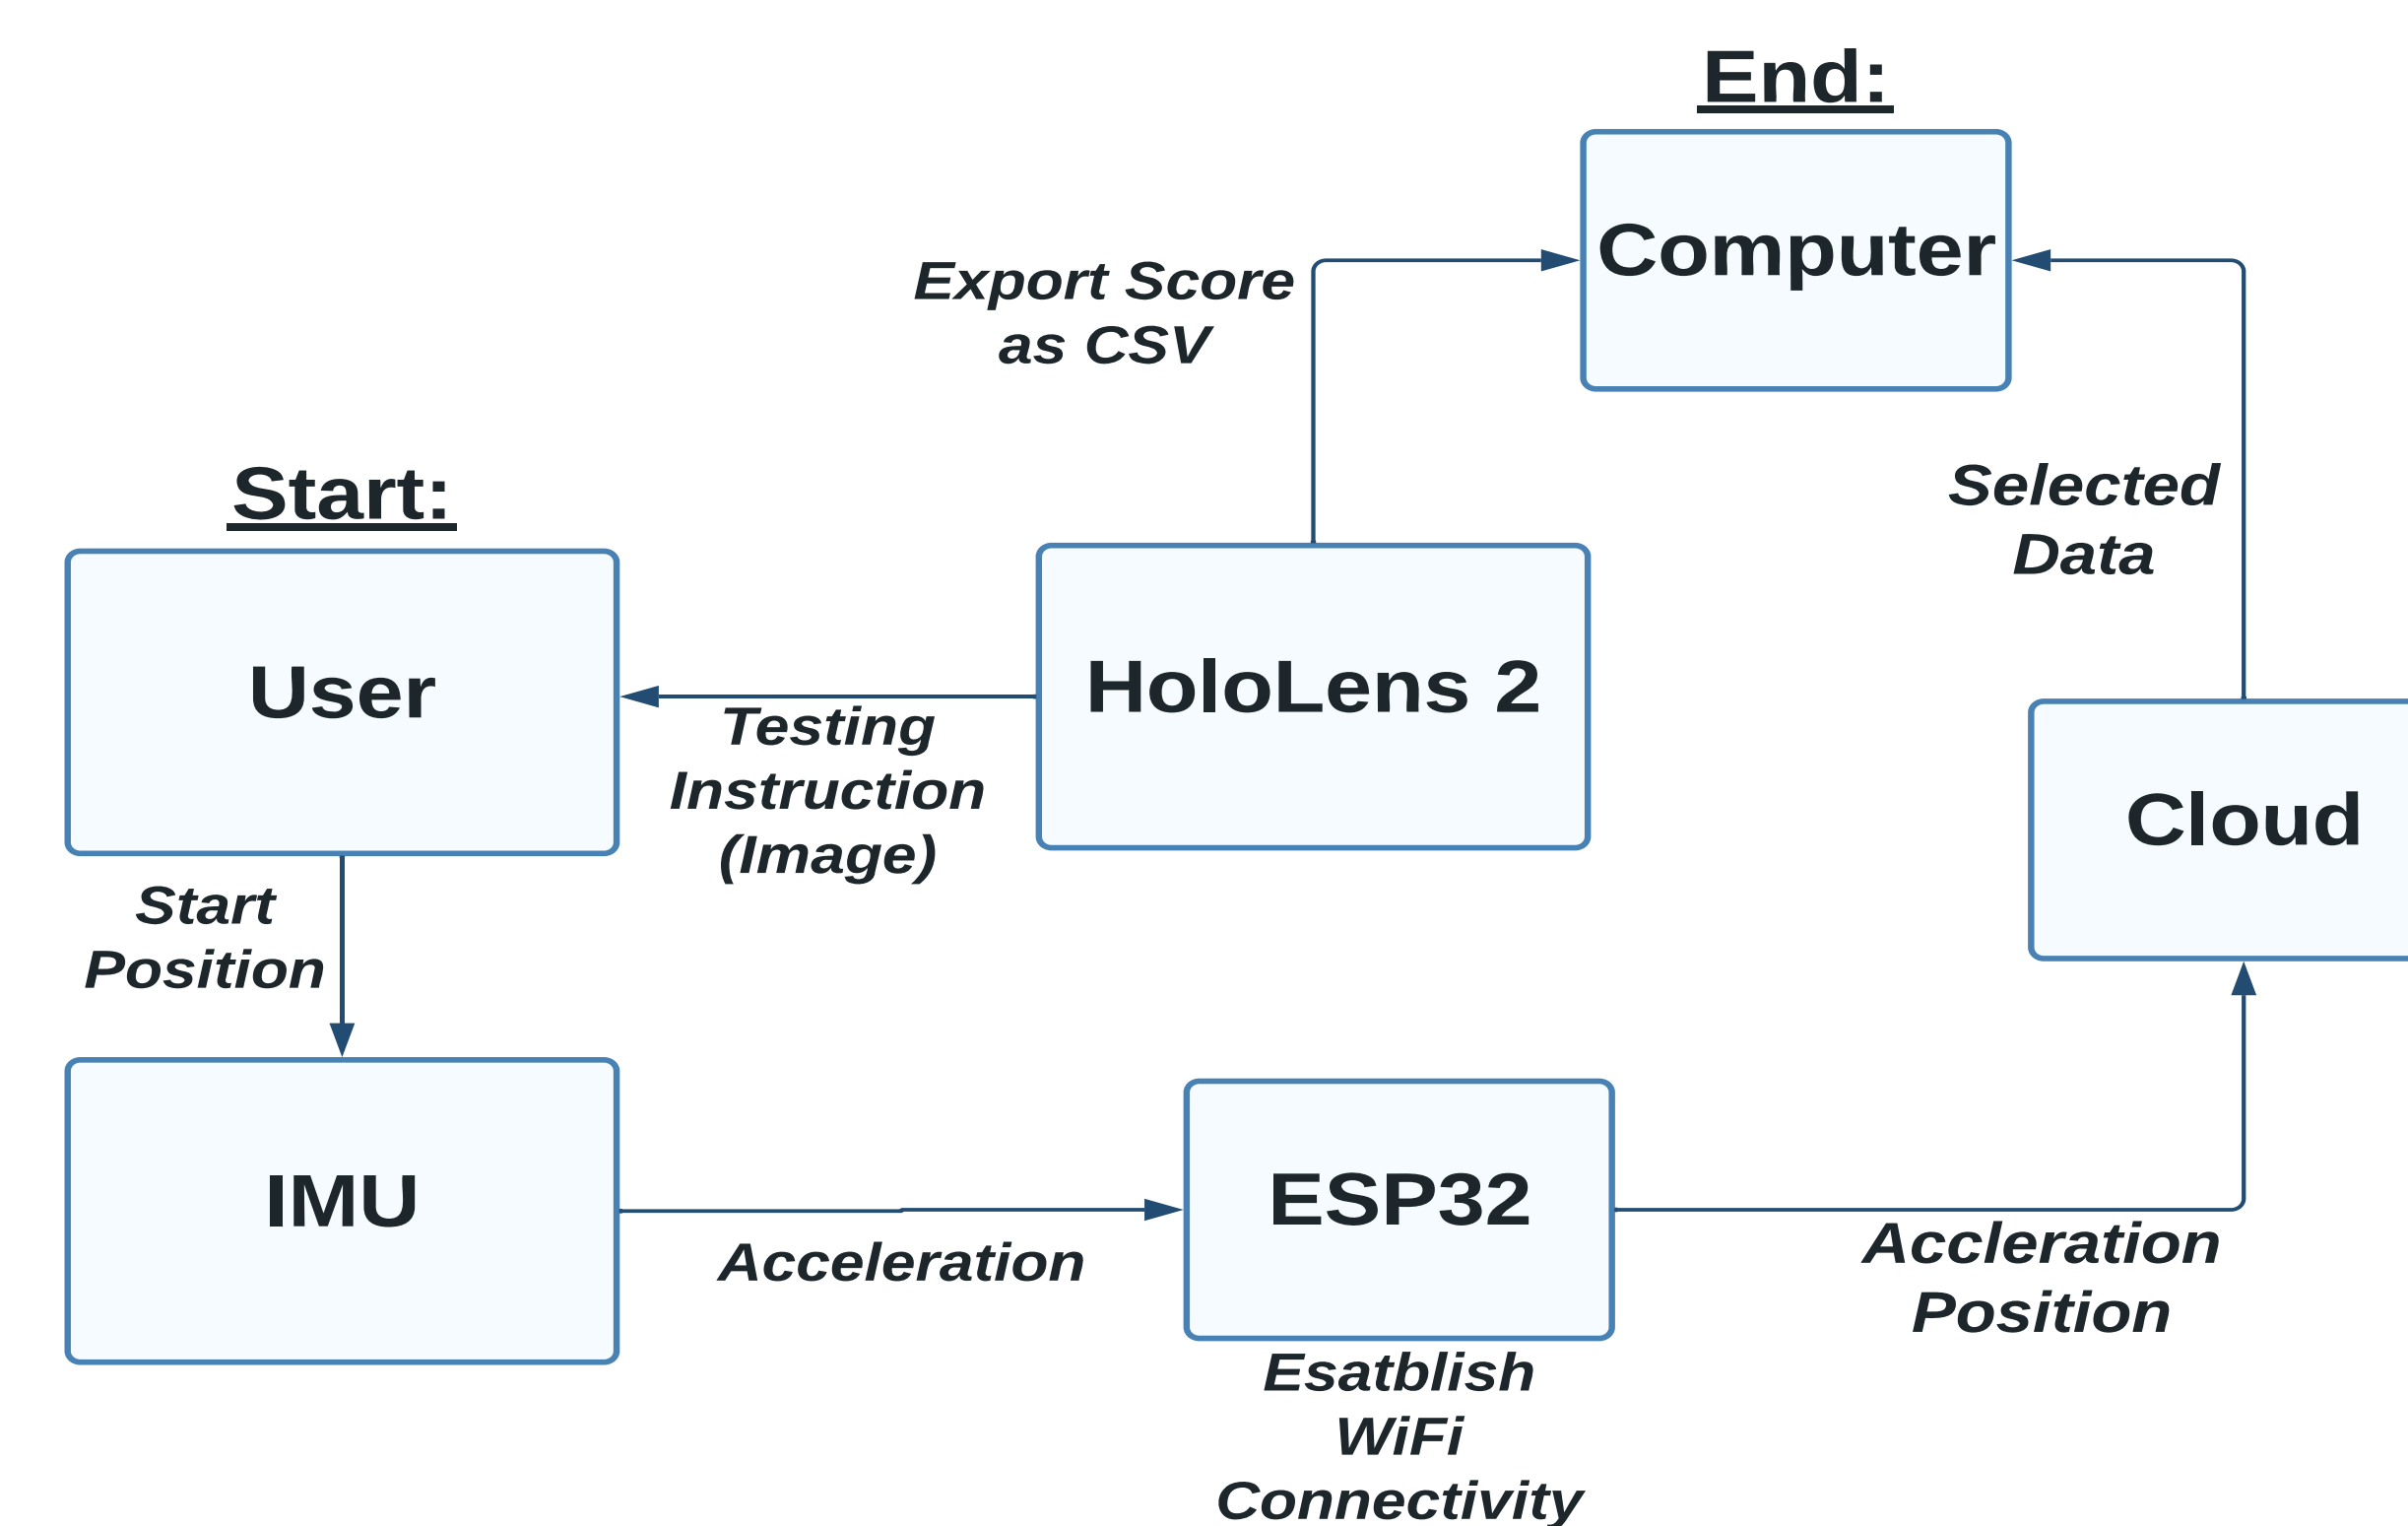 End:
Computer
Export Score
as CSV
Start:
Selected
Data
User
HoloLens 2
Testing
Instruction
(Image)
Cloud
Start
Position
IMU
ESP32
Acceleration
Accleration
Position
Esatblish
WiFi
Connectivity